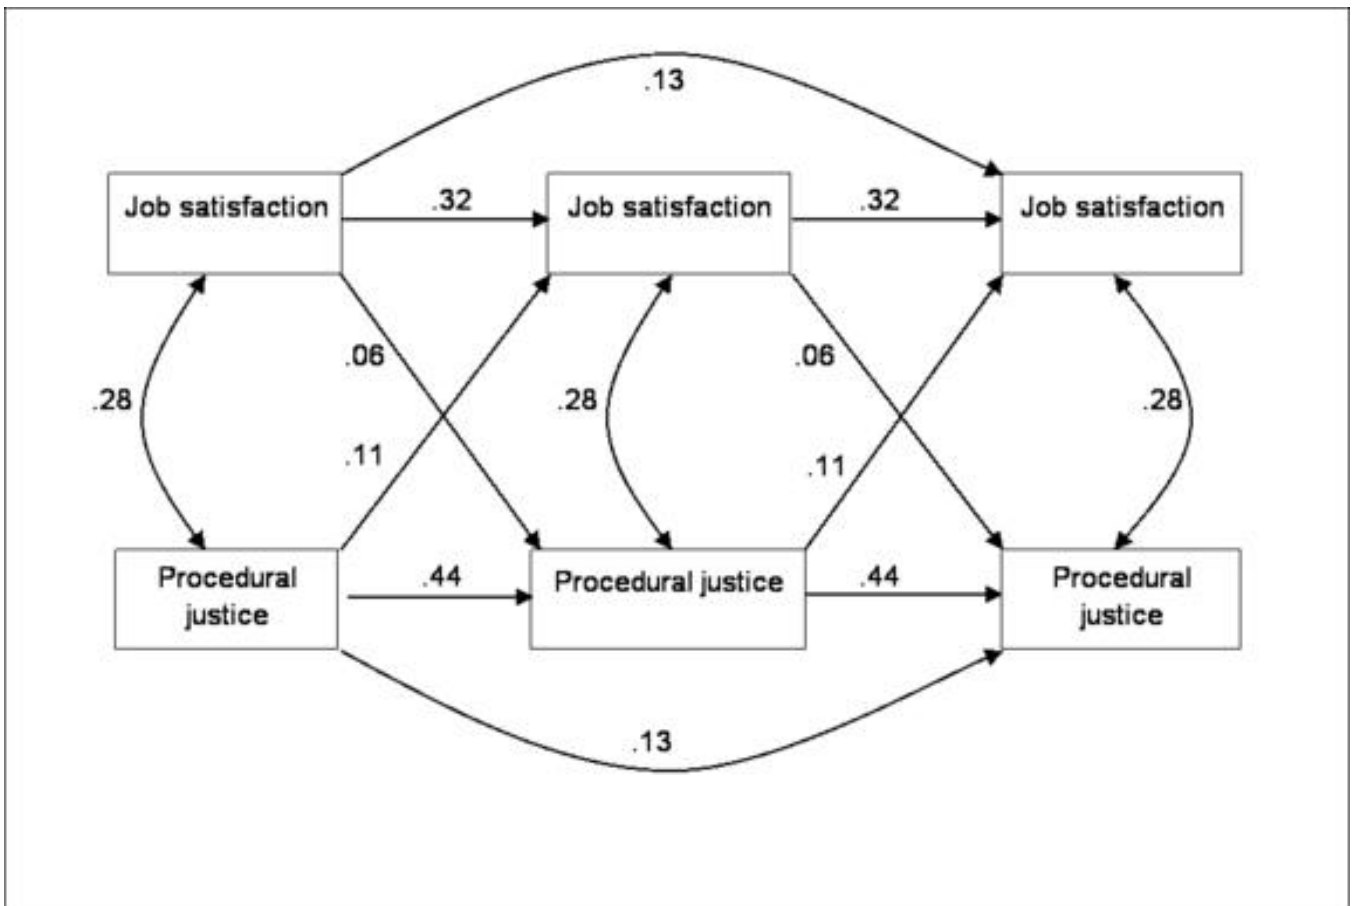 .13
Job satisfaction
.32
Job satisfaction
.32
Job satisfaction
.06
.06
.28
.28
.28
.11
.11
Procedural
justice
.44
Procedural justice
.44
Procedural
justice
.13